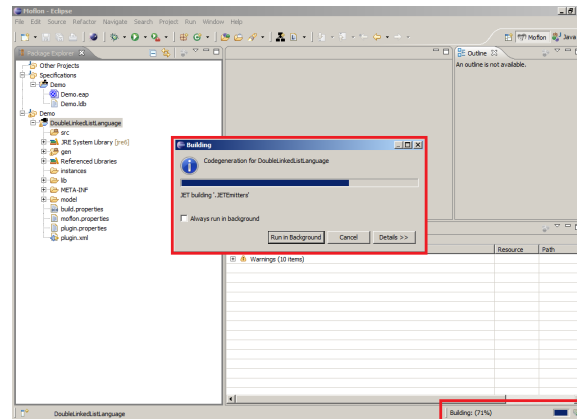 Moflon - Eclipse
File Edit Source Refactor Navigate Search Project Run Window Help
Moflon Java
Package Explorer
Outline
An outline is not available.
Other Projects
Specifications
Demo
Demo.eap
Demo.ldb
Demo
DoubleLinkedListLanguage
src
JRE System Library [jre6]
gen
Referenced Libraries
instances
lib
META-INF
model
build.properties
moflon.properties
plugin.properties
plugin.xml
Building
Codegeneration for DoubleLinkedListLanguage
JET building '.JETEmitters'
Always run in background
Run in Background Cancel Details >>
Resource Path
Warnings (10 items)
DoubleLinkedListLanguage
Building: (71%)